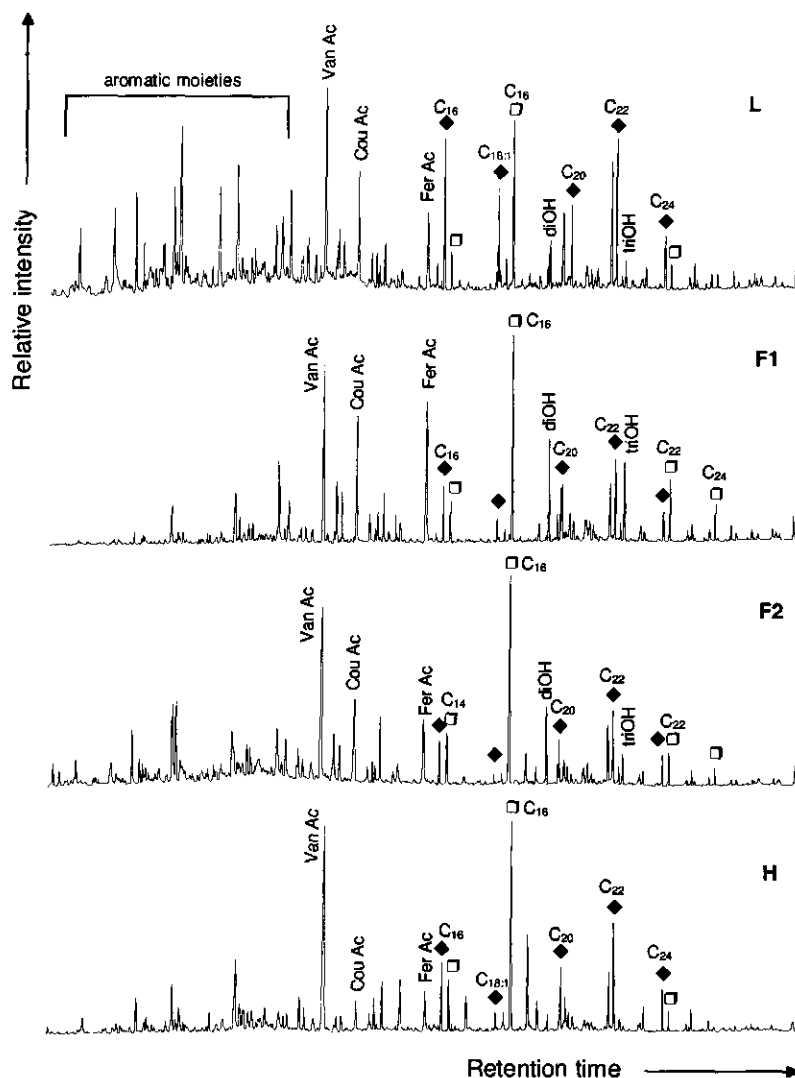 Relative intensity
aromatic moieties
Van Ac
Cou Ac
Fer Ac
C16
C18:1
C16
diOH
C20
C22
triOH
C24
L
Van Ac
Cou Ac
Fer Ac
C16
C16
diOH
C20
C22
triOH
C22
C24
F1
Van Ac
Cou Ac
Fer Ac
C14
C16
diOH
C20
C22
triOH
C22
F2
Van Ac
Cou Ac
Fer Ac
C16
C18:1
C16
C20
C22
C24
H
Retention time